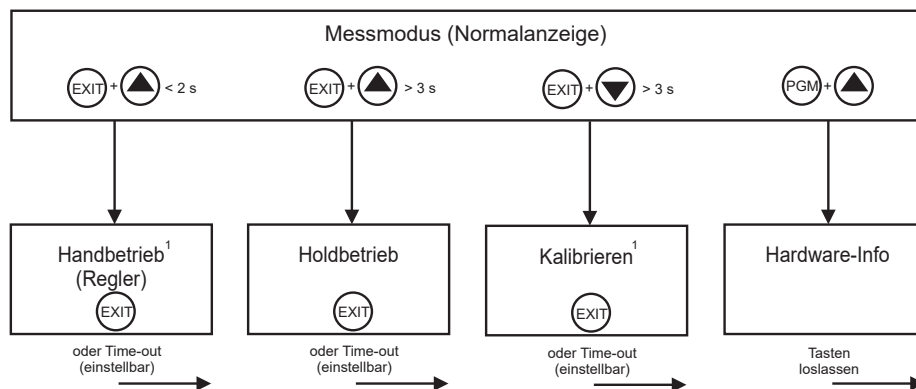 Messmodus (Normalanzeige)
EXIT + < 2 s
EXIT + > 3 s
EXIT + > 3 s
PGM +
Handbetrieb¹
(Regler)
EXIT
Holdbetrieb
EXIT
Kalibrieren¹
EXIT
Hardware-Info
oder Time-out
(einstellbar)
oder Time-out
(einstellbar)
oder Time-out
(einstellbar)
Tasten
loslassen